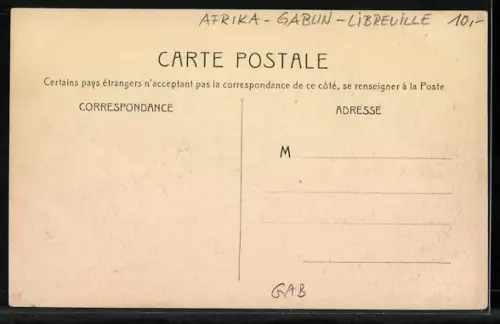 AFRIKA - GABUN - LIBREVILLE 10,-
CARTE POSTALE
Certains pays étrangers n'acceptant pas la correspondance de ce côté, se renseigner à la Poste
CORRESPONDANCE
ADRESSE
M
GAB